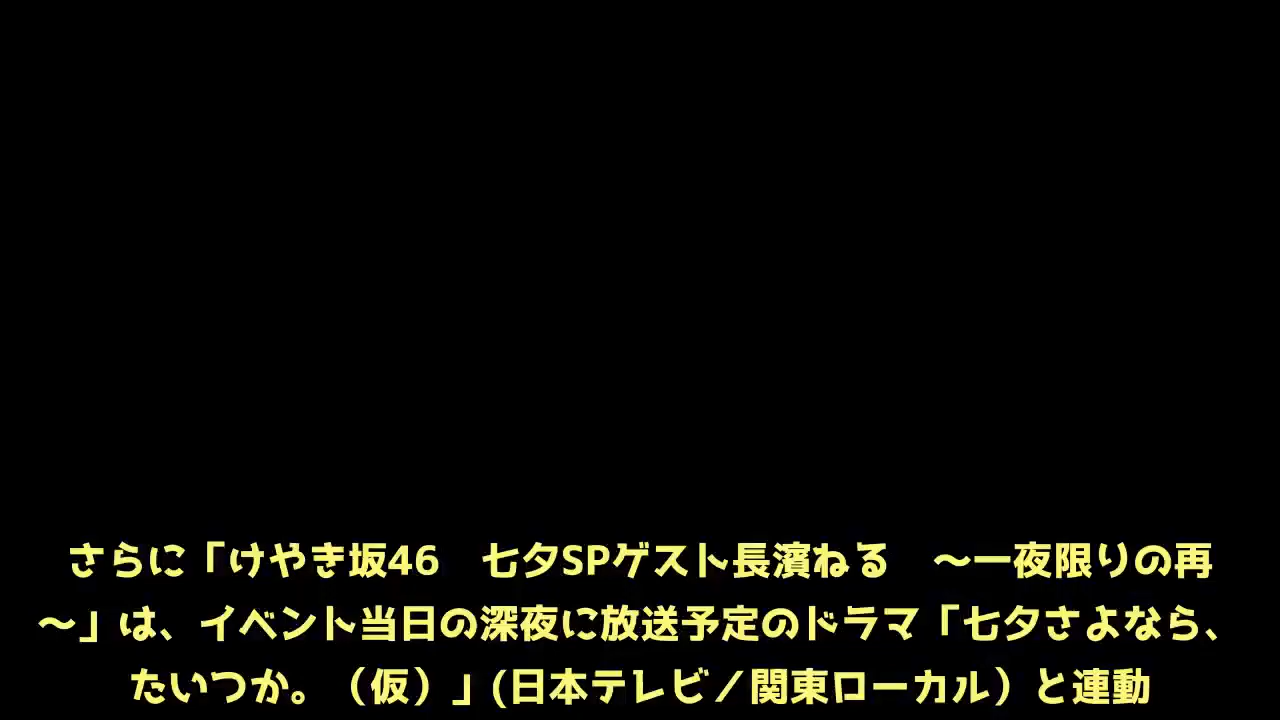 さらに「けやき坂46　七夕SPゲスト長濱ねる　～一夜限りの再
～」は、イベント当日の深夜に放送予定のドラマ「七夕さよなら、
たいつか。（仮）」(日本テレビ／関東ローカル）と連動